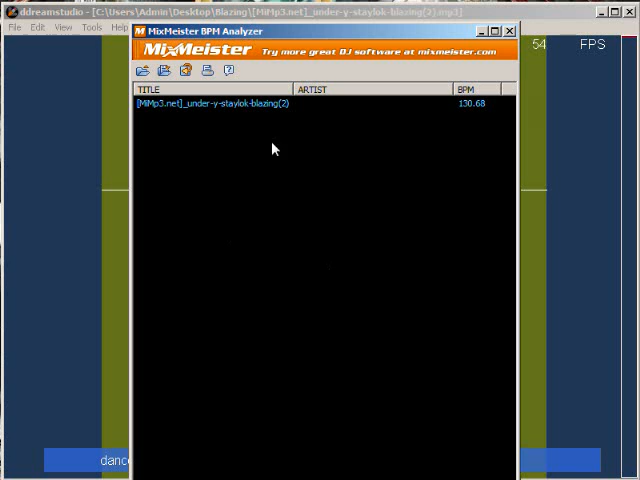 ddreamstudio - [C:\Users\Admin\Desktop\Blazing\[MiMp3.net]_under-y-staylok-blazing(2).mp3]
MixMeister BPM Analyzer
File Edit View Tools
54 FPS
MixMeister Try more great DJ software at mixmeister.com
TITLE ARTIST BPM
[MiMp3.net]_under-y-staylok-blazing(2) 130.68
danc